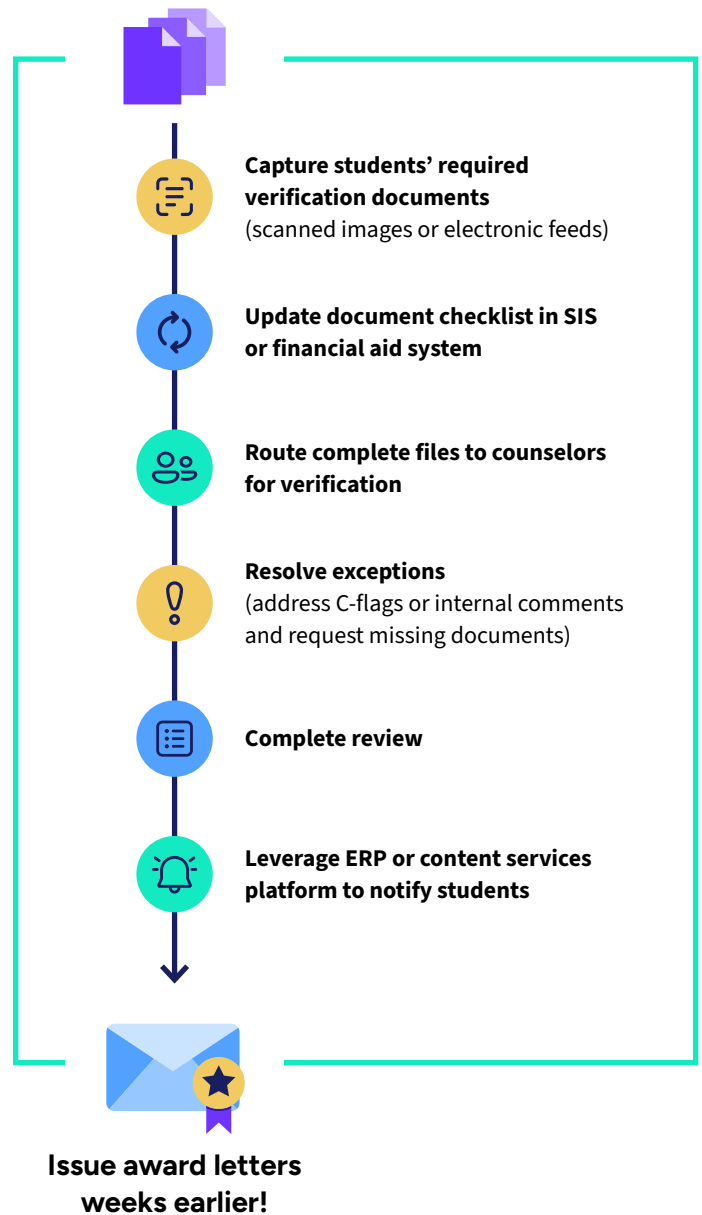 Capture students’ required
verification documents
(scanned images or electronic feeds)
Update document checklist in SIS
or financial aid system
Route complete files to counselors
for verification
Resolve exceptions
(address C-flags or internal comments
and request missing documents)
Complete review
Leverage ERP or content services
platform to notify students
Issue award letters
weeks earlier!